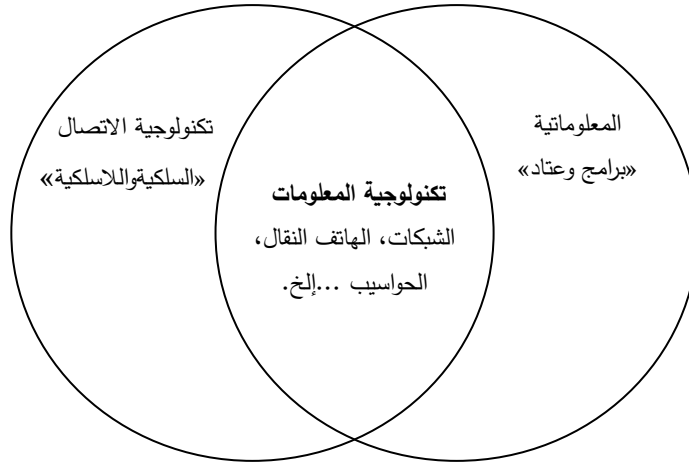 المعلوماتية
«برامج وعتاد»
تكنولوجية المعلومات
الشبكات، الهاتف النقال،
الحواسيب ...إلخ.
تكنولوجية الاتصال
«السلكيةواللاسلكية»